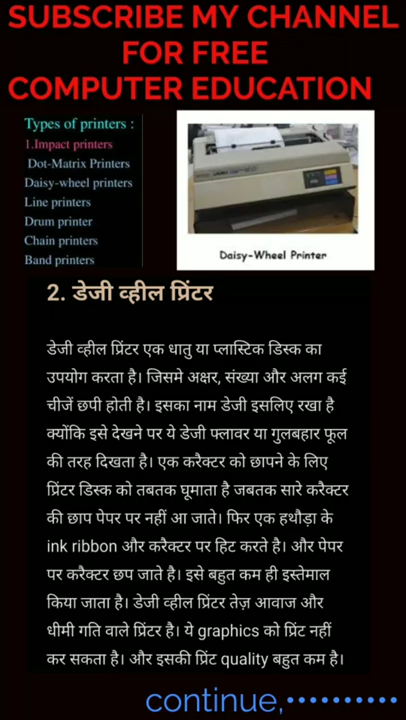 SUBSCRIBE MY CHANNEL
FOR FREE
COMPUTER EDUCATION
Types of printers :
1.Impact printers
Dot-Matrix Printers
Daisy-wheel printers
Line printers
Drum printer
Chain printers
Band printers
Daisy-Wheel Printer
2. डेजी व्हील प्रिंटर
डेजी व्हील प्रिंटर एक धातु या प्लास्टिक डिस्क का
उपयोग करता है। जिसमे अक्षर, संख्या और अलग कई
चीजें छपी होती है। इसका नाम डेजी इसलिए रखा है
क्योंकि इसे देखने पर ये डेजी फ्लावर या गुलबहार फूल
की तरह दिखता है। एक करैक्टर को छापने के लिए
प्रिंटर डिस्क को तबतक घूमाता है जबतक सारे करैक्टर
की छाप पेपर पर नहीं आ जाते। फिर एक हथौड़ा के
ink ribbon और करैक्टर पर हिट करते है। और पेपर
पर करैक्टर छप जाते है। इसे बहुत कम ही इस्तेमाल
किया जाता है। डेजी व्हील प्रिंटर तेज़ आवाज और
धीमी गति वाले प्रिंटर है। ये graphics को प्रिंट नहीं
कर सकता है। और इसकी प्रिंट quality बहुत कम है।
continue,••••••••••